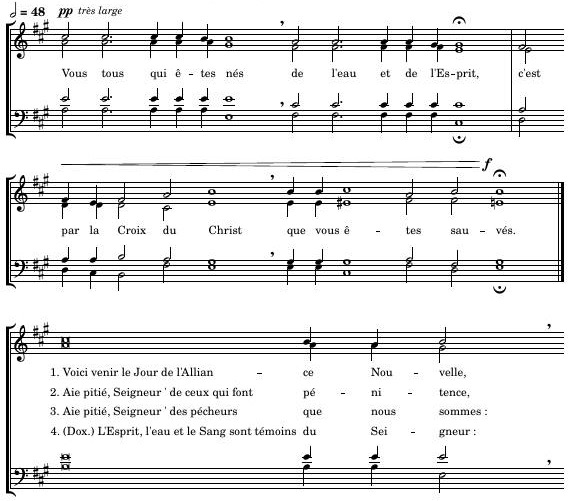 𝅗𝅥 = 48 pp très large
Vous tous qui ê – tes nés de l'eau et de l'Es–prit, c'est
f
par la Croix du Christ que vous ê – tes sau – vés.
1. Voici venir le Jour de l'Allian – ce Nou – velle,
2. Aie pitié, Seigneur ' de ceux qui font pé – ni – tence,
3. Aie pitié, Seigneur ' des pécheurs que nous sommes :
4. (Dox.) L'Esprit, l'eau et le Sang sont témoins du Sei – gneur :